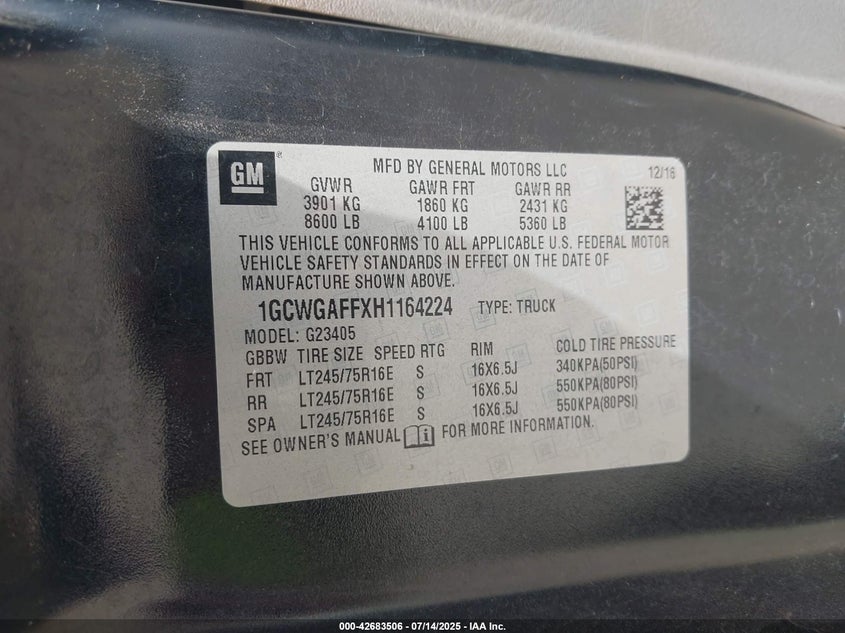 GM
MFD BY GENERAL MOTORS LLC 12/16
GVWR GAWR FRT GAWR RR
3901 KG 1860 KG 2431 KG
8600 LB 4100 LB 5360 LB
THIS VEHICLE CONFORMS TO ALL APPLICABLE U.S. FEDERAL MOTOR
VEHICLE SAFETY STANDARDS IN EFFECT ON THE DATE OF
MANUFACTURE SHOWN ABOVE.
1GCWGAFFXH1164224 TYPE: TRUCK
MODEL: G23405
GBBW TIRE SIZE SPEED RTG RIM COLD TIRE PRESSURE
FRT LT245/75R16E S 16X6.5J 340KPA(50PSI)
RR LT245/75R16E S 16X6.5J 550KPA(80PSI)
SPA LT245/75R16E S 16X6.5J 550KPA(80PSI)
SEE OWNER'S MANUAL FOR MORE INFORMATION.
000-42683506 - 07/14/2025 - IAA Inc.